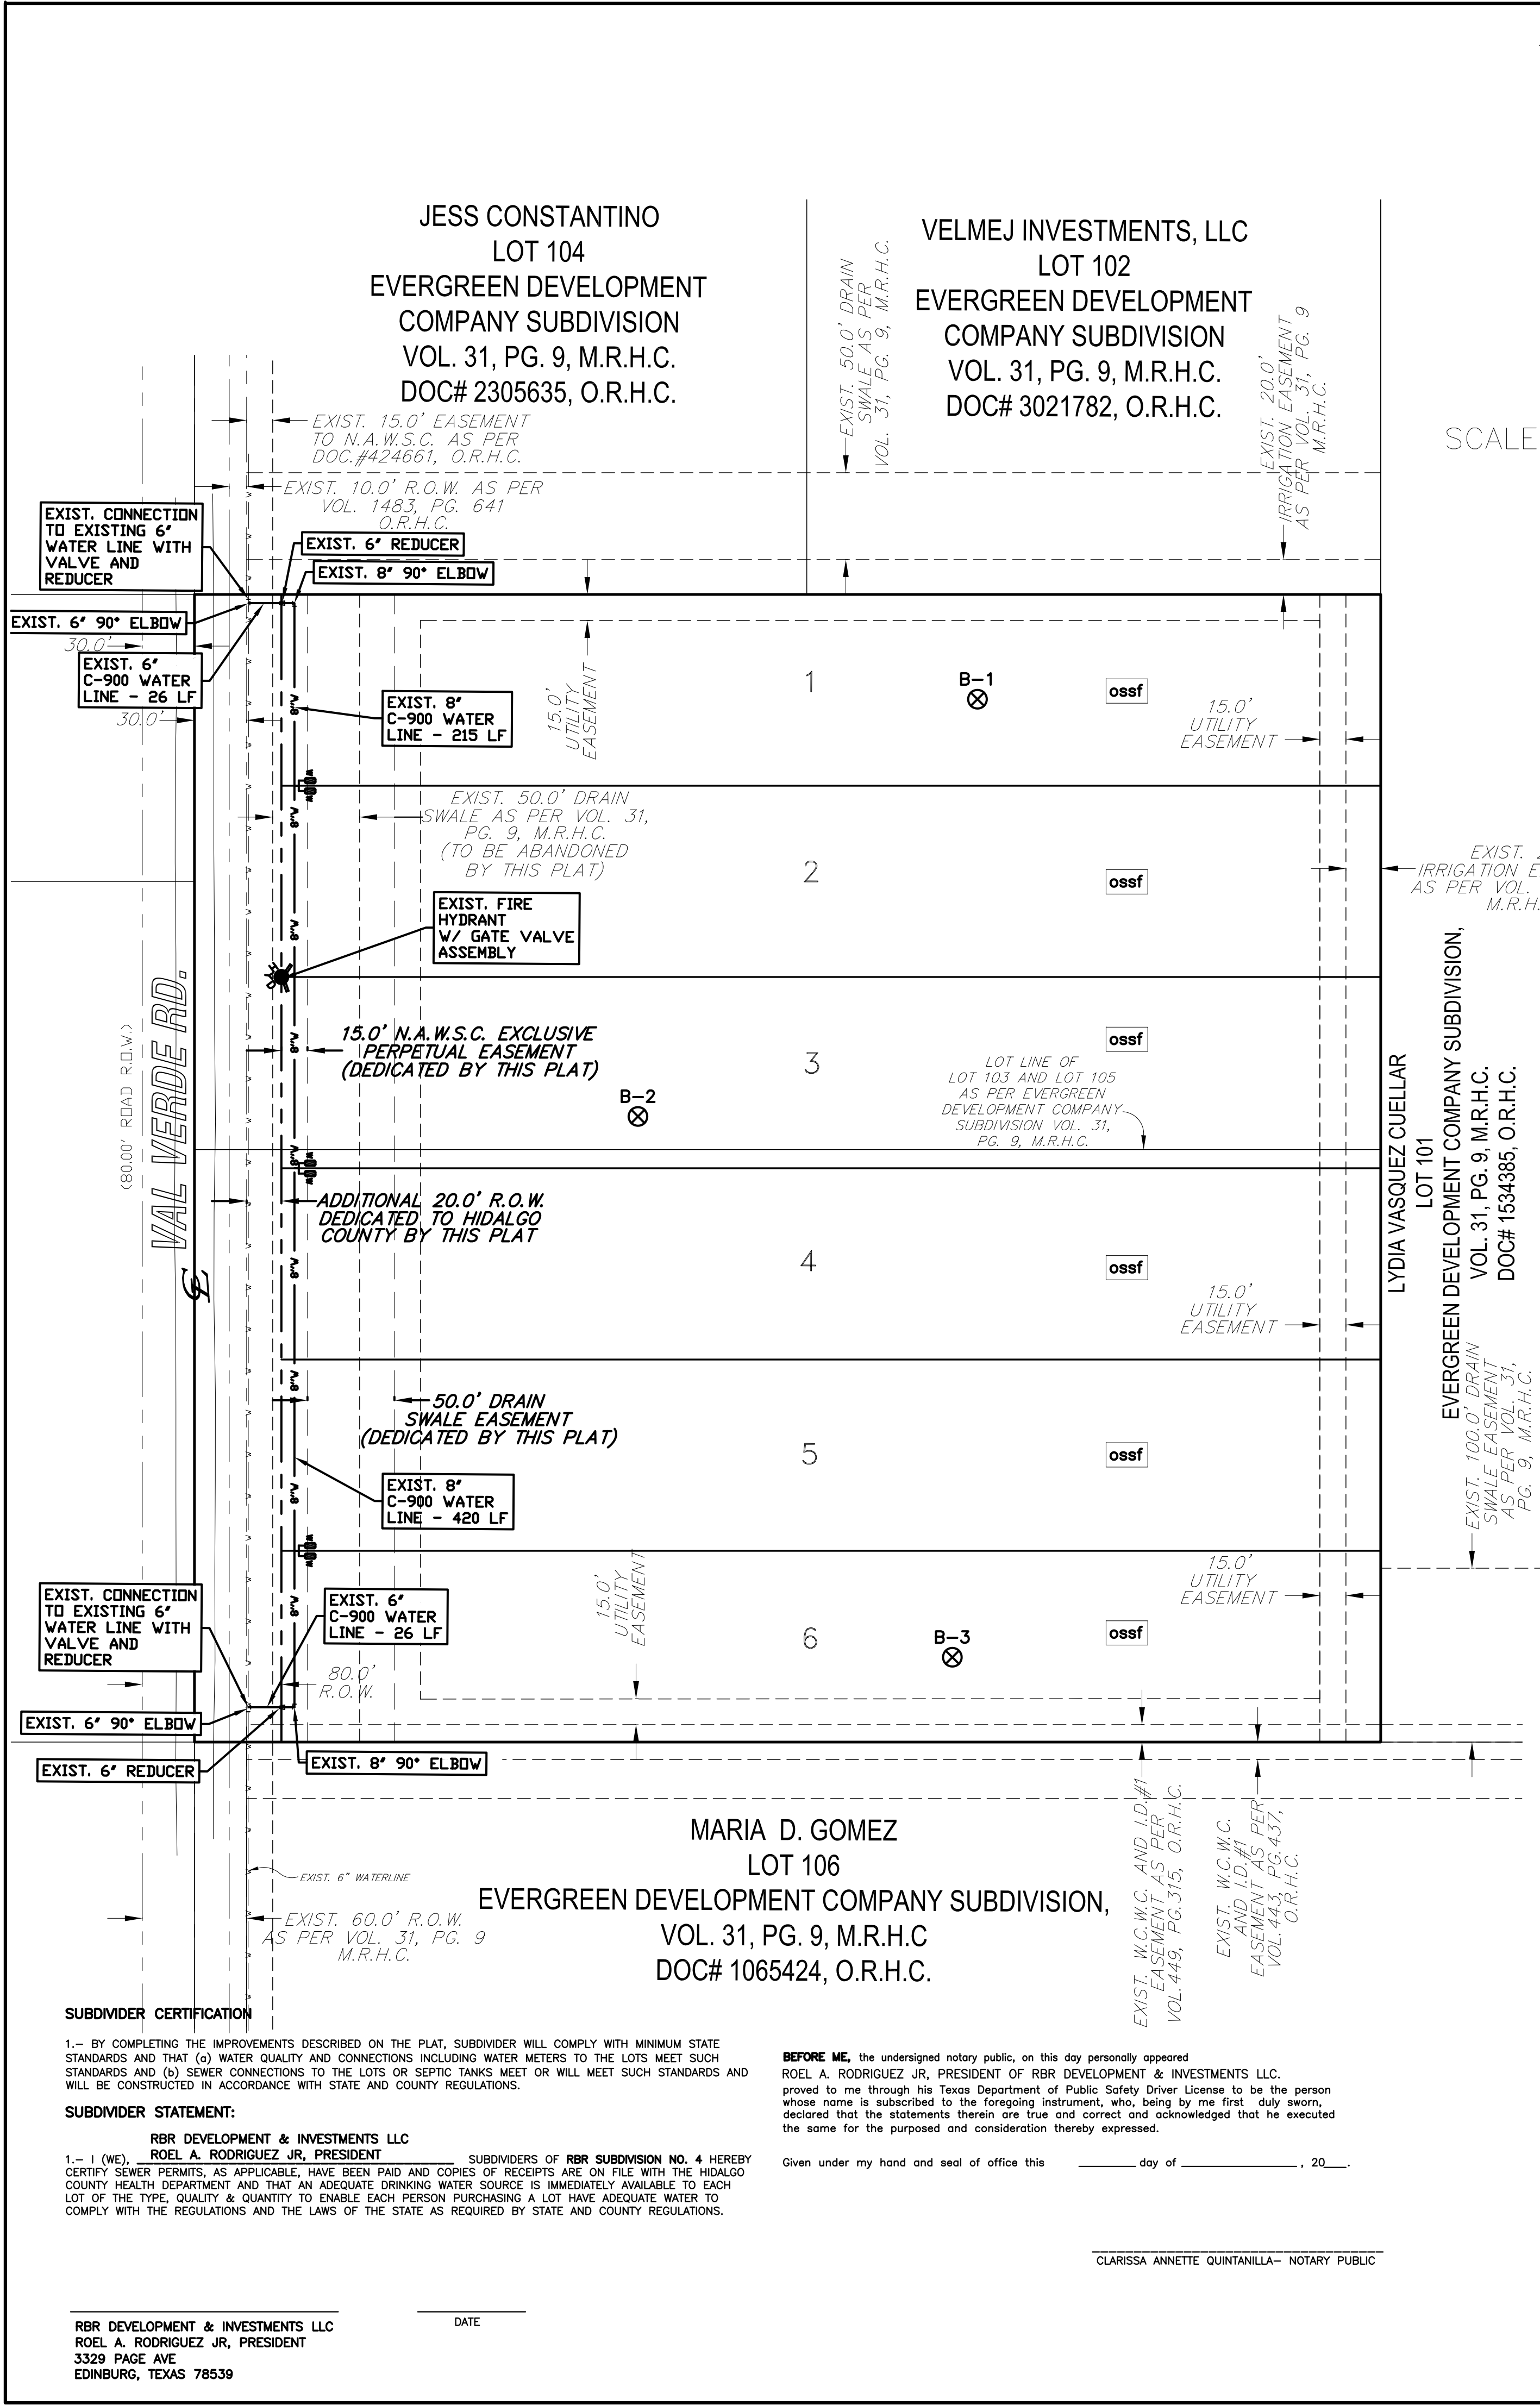 JESS CONSTANTINO
LOT 104
EVERGREEN DEVELOPMENT
COMPANY SUBDIVISION
VOL. 31, PG. 9, M.R.H.C.
DOC# 2305635, O.R.H.C.
VELMEJ INVESTMENTS, LLC
LOT 102
EVERGREEN DEVELOPMENT
COMPANY SUBDIVISION
VOL. 31, PG. 9, M.R.H.C.
DOC# 3021782, O.R.H.C.
EXIST. 50.0' DRAIN
SWALE AS PER
VOL. 31, PG. 9, M.R.H.C.
EXIST. 20.0'
IRRIGATION EASEMENT
AS PER VOL. 31, PG. 9
M.R.H.C.
SCALE
EXIST. 15.0' EASEMENT
TO N.A.W.S.C. AS PER
DOC.#424661, O.R.H.C.
EXIST. 10.0' R.O.W. AS PER
VOL. 1483, PG. 641
O.R.H.C.
EXIST. CONNECTION
TO EXISTING 6"
WATER LINE WITH
VALVE AND
REDUCER
EXIST. 6" REDUCER
EXIST. 8" 90° ELBOW
EXIST. 6" 90° ELBOW
30.0'
EXIST. 6"
C-900 WATER
LINE - 26 LF
30.0'
EXIST. 8"
C-900 WATER
LINE - 215 LF
15.0'
UTILITY
EASEMENT
1
B-1
ossf
15.0'
UTILITY
EASEMENT
EXIST. 50.0' DRAIN
SWALE AS PER VOL. 31,
PG. 9, M.R.H.C.
(TO BE ABANDONED
BY THIS PLAT)
2
ossf
EXIST. 2
IRRIGATION E
AS PER VOL.
M.R.H.
EXIST. FIRE
HYDRANT
W/ GATE VALVE
ASSEMBLY
VAL VERDE RD.
(80.00' ROAD R.O.W.)
15.0' N.A.W.S.C. EXCLUSIVE
PERPETUAL EASEMENT
(DEDICATED BY THIS PLAT)
3
B-2
ossf
LOT LINE OF
LOT 103 AND LOT 105
AS PER EVERGREEN
DEVELOPMENT COMPANY
SUBDIVISION VOL. 31,
PG. 9, M.R.H.C.
LYDIA VASQUEZ CUELLAR
LOT 101
EVERGREEN DEVELOPMENT COMPANY SUBDIVISION,
VOL. 31, PG. 9, M.R.H.C.
DOC# 1534385, O.R.H.C.
ADDITIONAL 20.0' R.O.W.
DEDICATED TO HIDALGO
COUNTY BY THIS PLAT
4
ossf
15.0'
UTILITY
EASEMENT
50.0' DRAIN
SWALE EASEMENT
(DEDICATED BY THIS PLAT)
5
ossf
EXIST. 100.0' DRAIN
SWALE EASEMENT
AS PER VOL. 31,
PG. 9, M.R.H.C.
EXIST. 8"
C-900 WATER
LINE - 420 LF
EXIST. CONNECTION
TO EXISTING 6"
WATER LINE WITH
VALVE AND
REDUCER
EXIST. 6"
C-900 WATER
LINE - 26 LF
15.0'
UTILITY
EASEMENT
6
B-3
ossf
15.0'
UTILITY
EASEMENT
80.0'
R.O.W.
EXIST. 6" 90° ELBOW
EXIST. 6" REDUCER
EXIST. 8" 90° ELBOW
MARIA D. GOMEZ
LOT 106
EVERGREEN DEVELOPMENT COMPANY SUBDIVISION,
VOL. 31, PG. 9, M.R.H.C
DOC# 1065424, O.R.H.C.
EXIST. W.C.W.C. AND I.D.#1
EASEMENT AS PER
VOL.449, PG.315, O.R.H.C.
EXIST. W.C.W.C.
AND I.D.#1
EASEMENT AS PER
VOL.443, PG.437,
O.R.H.C.
EXIST. 6" WATERLINE
EXIST. 60.0' R.O.W.
AS PER VOL. 31, PG. 9
M.R.H.C.
SUBDIVIDER CERTIFICATION
1.- BY COMPLETING THE IMPROVEMENTS DESCRIBED ON THE PLAT, SUBDIVIDER WILL COMPLY WITH MINIMUM STATE
STANDARDS AND THAT (a) WATER QUALITY AND CONNECTIONS INCLUDING WATER METERS TO THE LOTS MEET SUCH
STANDARDS AND (b) SEWER CONNECTIONS TO THE LOTS OR SEPTIC TANKS MEET OR WILL MEET SUCH STANDARDS AND
WILL BE CONSTRUCTED IN ACCORDANCE WITH STATE AND COUNTY REGULATIONS.
SUBDIVIDER STATEMENT:
RBR DEVELOPMENT & INVESTMENTS LLC
1.- I (WE), ROEL A. RODRIGUEZ JR, PRESIDENT SUBDIVIDERS OF RBR SUBDIVISION NO. 4 HEREBY
CERTIFY SEWER PERMITS, AS APPLICABLE, HAVE BEEN PAID AND COPIES OF RECEIPTS ARE ON FILE WITH THE HIDALGO
COUNTY HEALTH DEPARTMENT AND THAT AN ADEQUATE DRINKING WATER SOURCE IS IMMEDIATELY AVAILABLE TO EACH
LOT OF THE TYPE, QUALITY & QUANTITY TO ENABLE EACH PERSON PURCHASING A LOT HAVE ADEQUATE WATER TO
COMPLY WITH THE REGULATIONS AND THE LAWS OF THE STATE AS REQUIRED BY STATE AND COUNTY REGULATIONS.
BEFORE ME, the undersigned notary public, on this day personally appeared
ROEL A. RODRIGUEZ JR, PRESIDENT OF RBR DEVELOPMENT & INVESTMENTS LLC.
proved to me through his Texas Department of Public Safety Driver License to be the person
whose name is subscribed to the foregoing instrument, who, being by me first duly sworn,
declared that the statements therein are true and correct and acknowledged that he executed
the same for the purposed and consideration thereby expressed.
Given under my hand and seal of office this ________ day of ________________, 20___.
CLARISSA ANNETTE QUINTANILLA- NOTARY PUBLIC
RBR DEVELOPMENT & INVESTMENTS LLC
ROEL A. RODRIGUEZ JR, PRESIDENT
3329 PAGE AVE
EDINBURG, TEXAS 78539
DATE